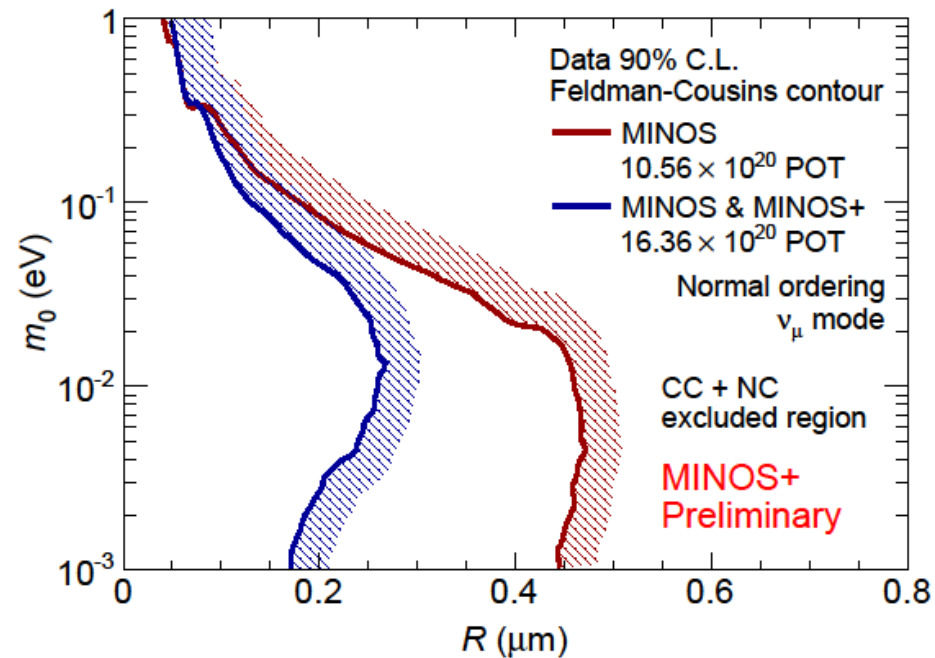 1
10⁻¹
10⁻²
10⁻³
m₀ (eV)
Data 90% C.L.
Feldman-Cousins contour
MINOS
10.56 × 10²⁰ POT
MINOS & MINOS+
16.36 × 10²⁰ POT
Normal ordering
νμ mode
CC + NC
excluded region
MINOS+
Preliminary
0 0.2 0.4 0.6 0.8
R (μm)